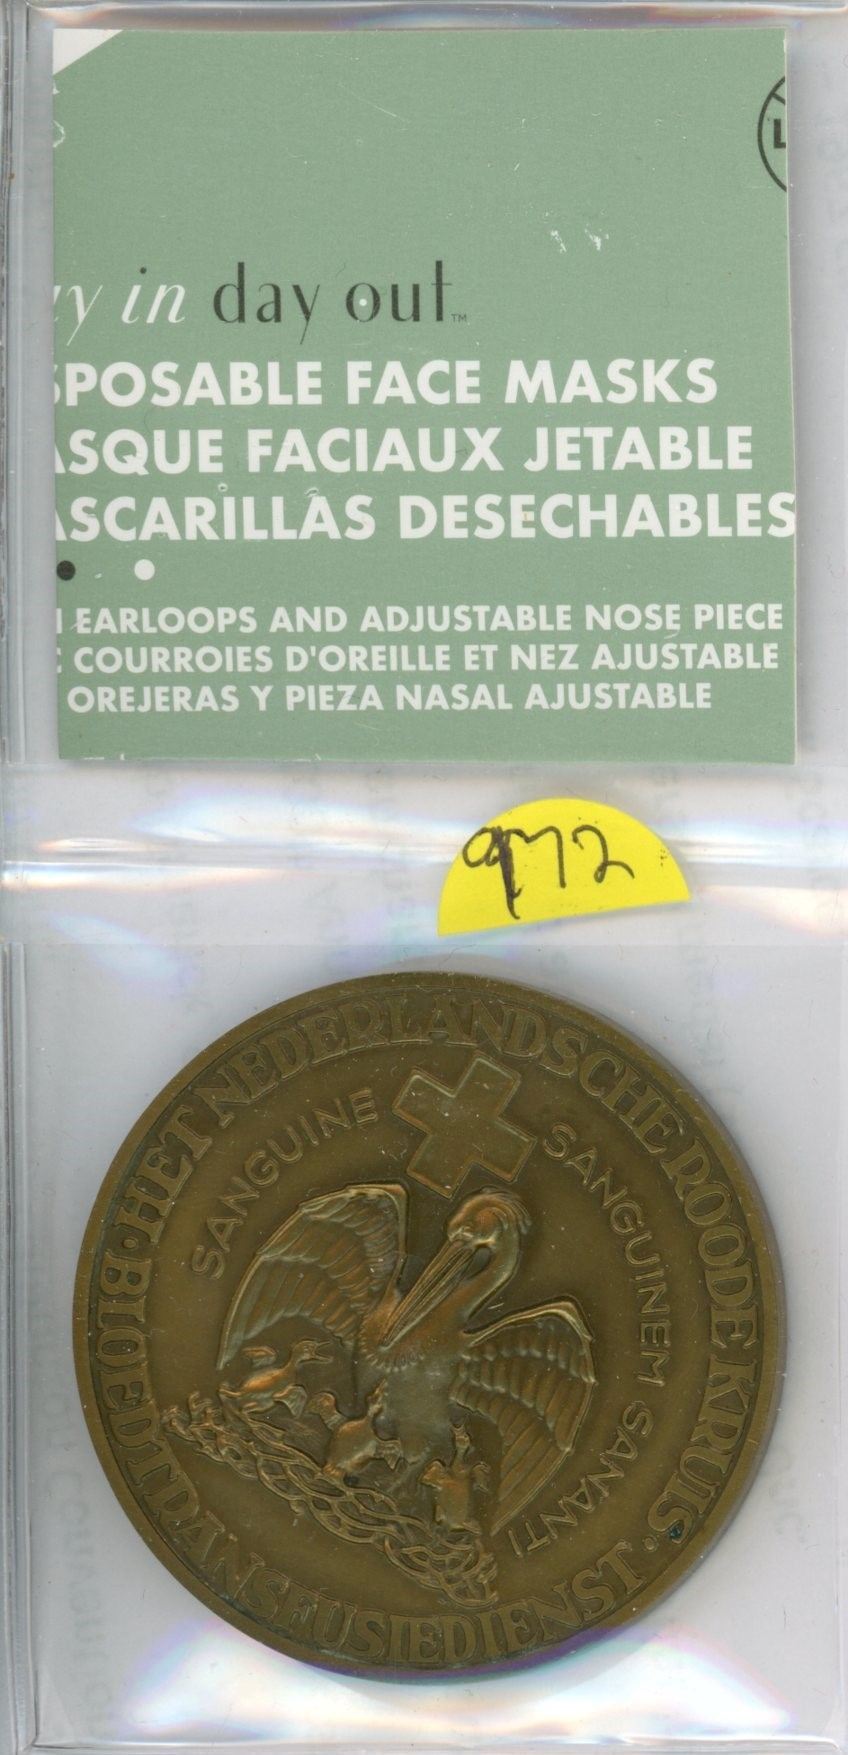 y in day out™
SPOSABLE FACE MASKS
ASQUE FACIAUX JETABLE
ASCARILLAS DESECHABLES
EARLOOPS AND ADJUSTABLE NOSE PIECE
COURROIES D'OREILLE ET NEZ AJUSTABLE
OREJERAS Y PIEZA NASAL AJUSTABLE
972
· HET NEDERLANDSCHE ROODE KRUIS ·
BLOEDTRANSFUSIEDIENST
SANGUINE SANGUINEM SANANTI